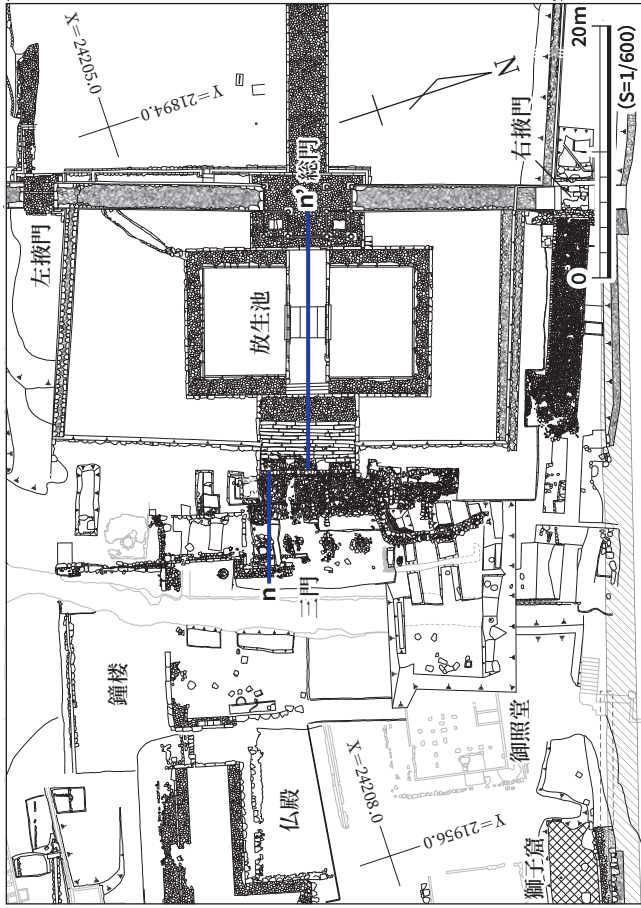 X=24205.0
Y=21894.0
N
20m
(S=1/600)
0
右掖門
左掖門
n'
総門
放生池
n
三門
鐘楼
仏殿
X=24208.0
Y=21956.0
御照堂
獅子窟